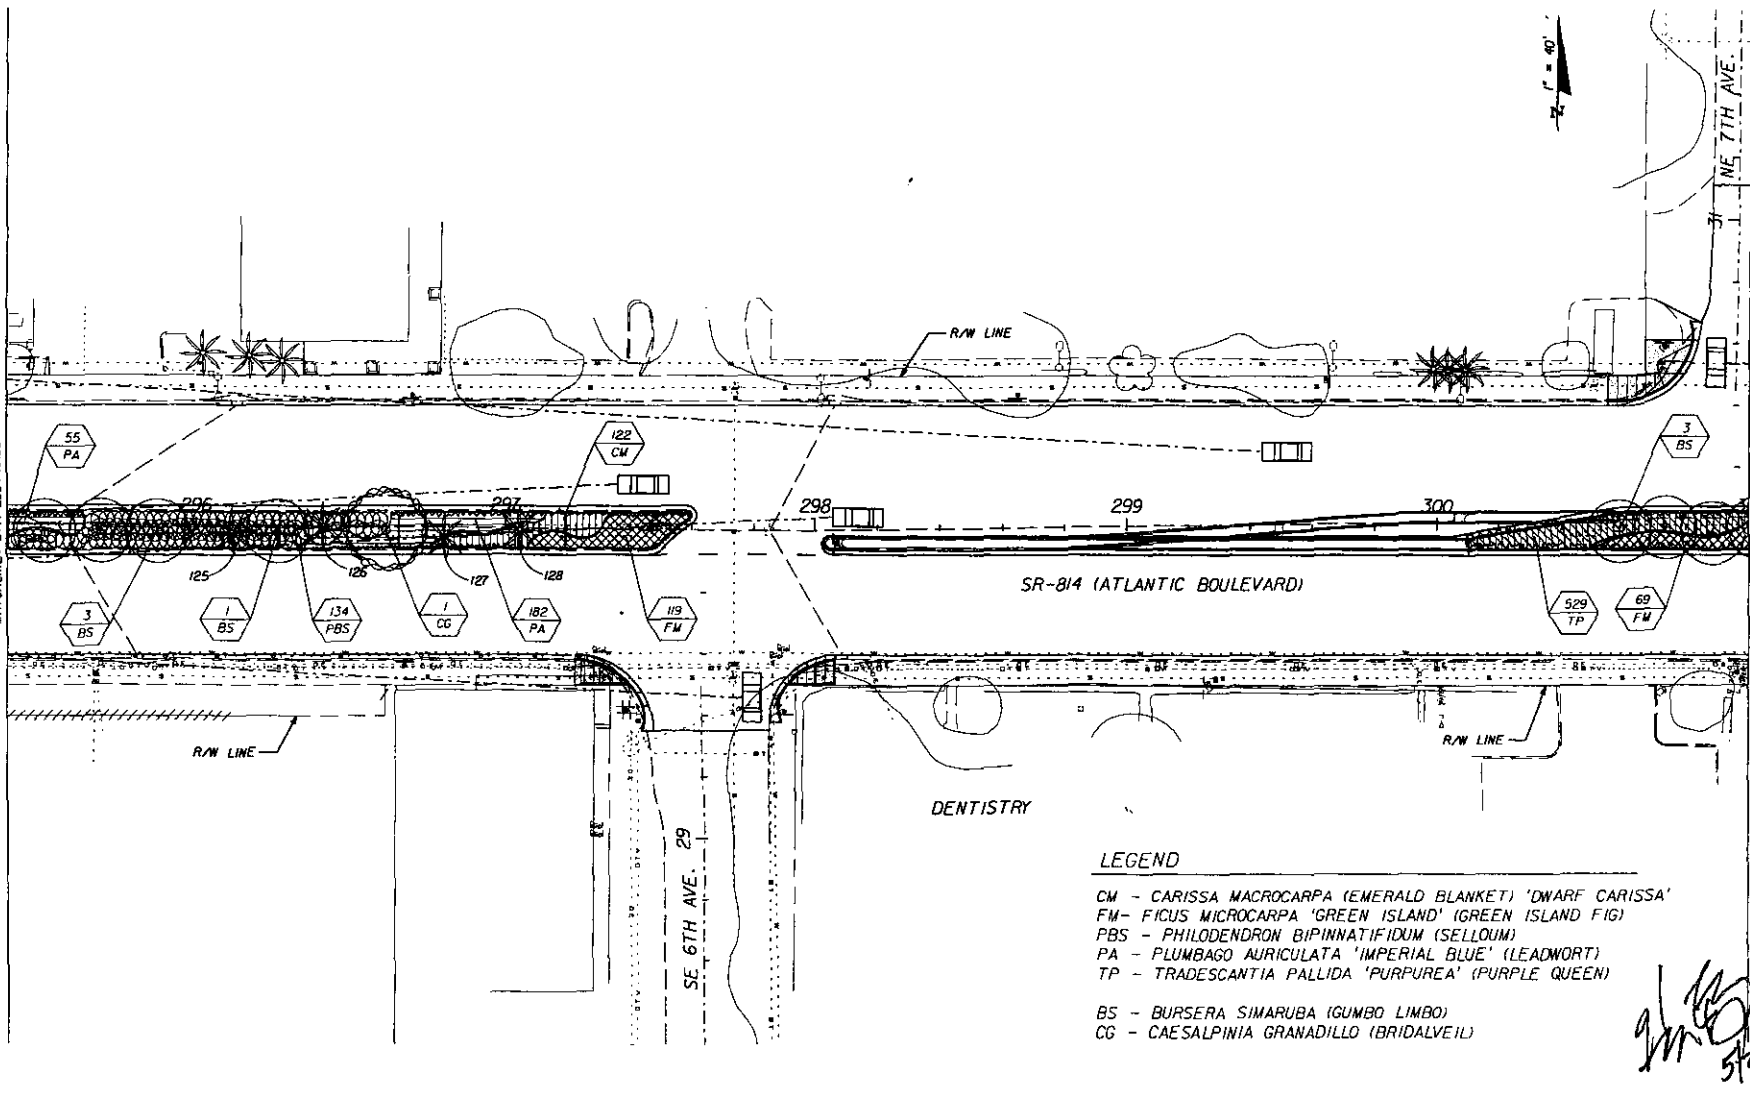 1" = 40'
NE 7TH AVE.
31
R/W LINE
55
PA
122
CM
3
BS
296
297
298
299
300
125
126
127
128
SR-814 (ATLANTIC BOULEVARD)
3
BS
1
BS
134
PBS
1
CG
182
PA
119
FM
529
TP
69
FM
R/W LINE
R/W LINE
SE 6TH AVE. 29
DENTISTRY
LEGEND
CM - CARISSA MACROCARPA (EMERALD BLANKET) 'DWARF CARISSA'
FM- FICUS MICROCARPA 'GREEN ISLAND' (GREEN ISLAND FIG)
PBS - PHILODENDRON BIPINNATIFIDUM (SELLOUM)
PA - PLUMBAGO AURICULATA 'IMPERIAL BLUE' (LEADWORT)
TP - TRADESCANTIA PALLIDA 'PURPUREA' (PURPLE QUEEN)
BS - BURSERA SIMARUBA (GUMBO LIMBO)
CG - CAESALPINIA GRANADILLO (BRIDALVEIL)